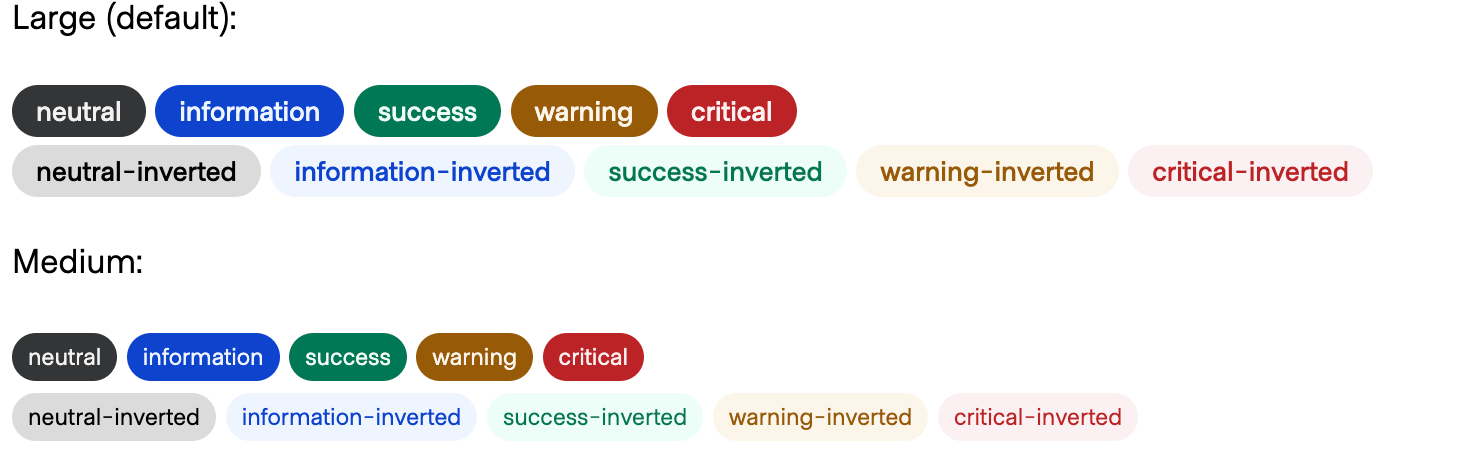 Large (default):
neutral information success warning critical
neutral-inverted information-inverted success-inverted warning-inverted critical-inverted
Medium:
neutral information success warning critical
neutral-inverted information-inverted success-inverted warning-inverted critical-inverted